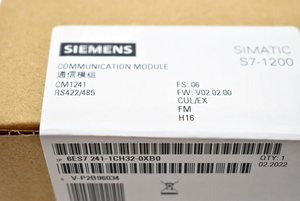 SIEMENS
SIMATIC
S7-1200
COMMUNICATION MODULE
通信模組
CM1241
RS422/485
FS: 06
FW: V02.02.00
CUL/EX
FM
H16
1P 6ES7 241-1CH32-0XB0
QTY: 1
02.2022
S V-P2B96034